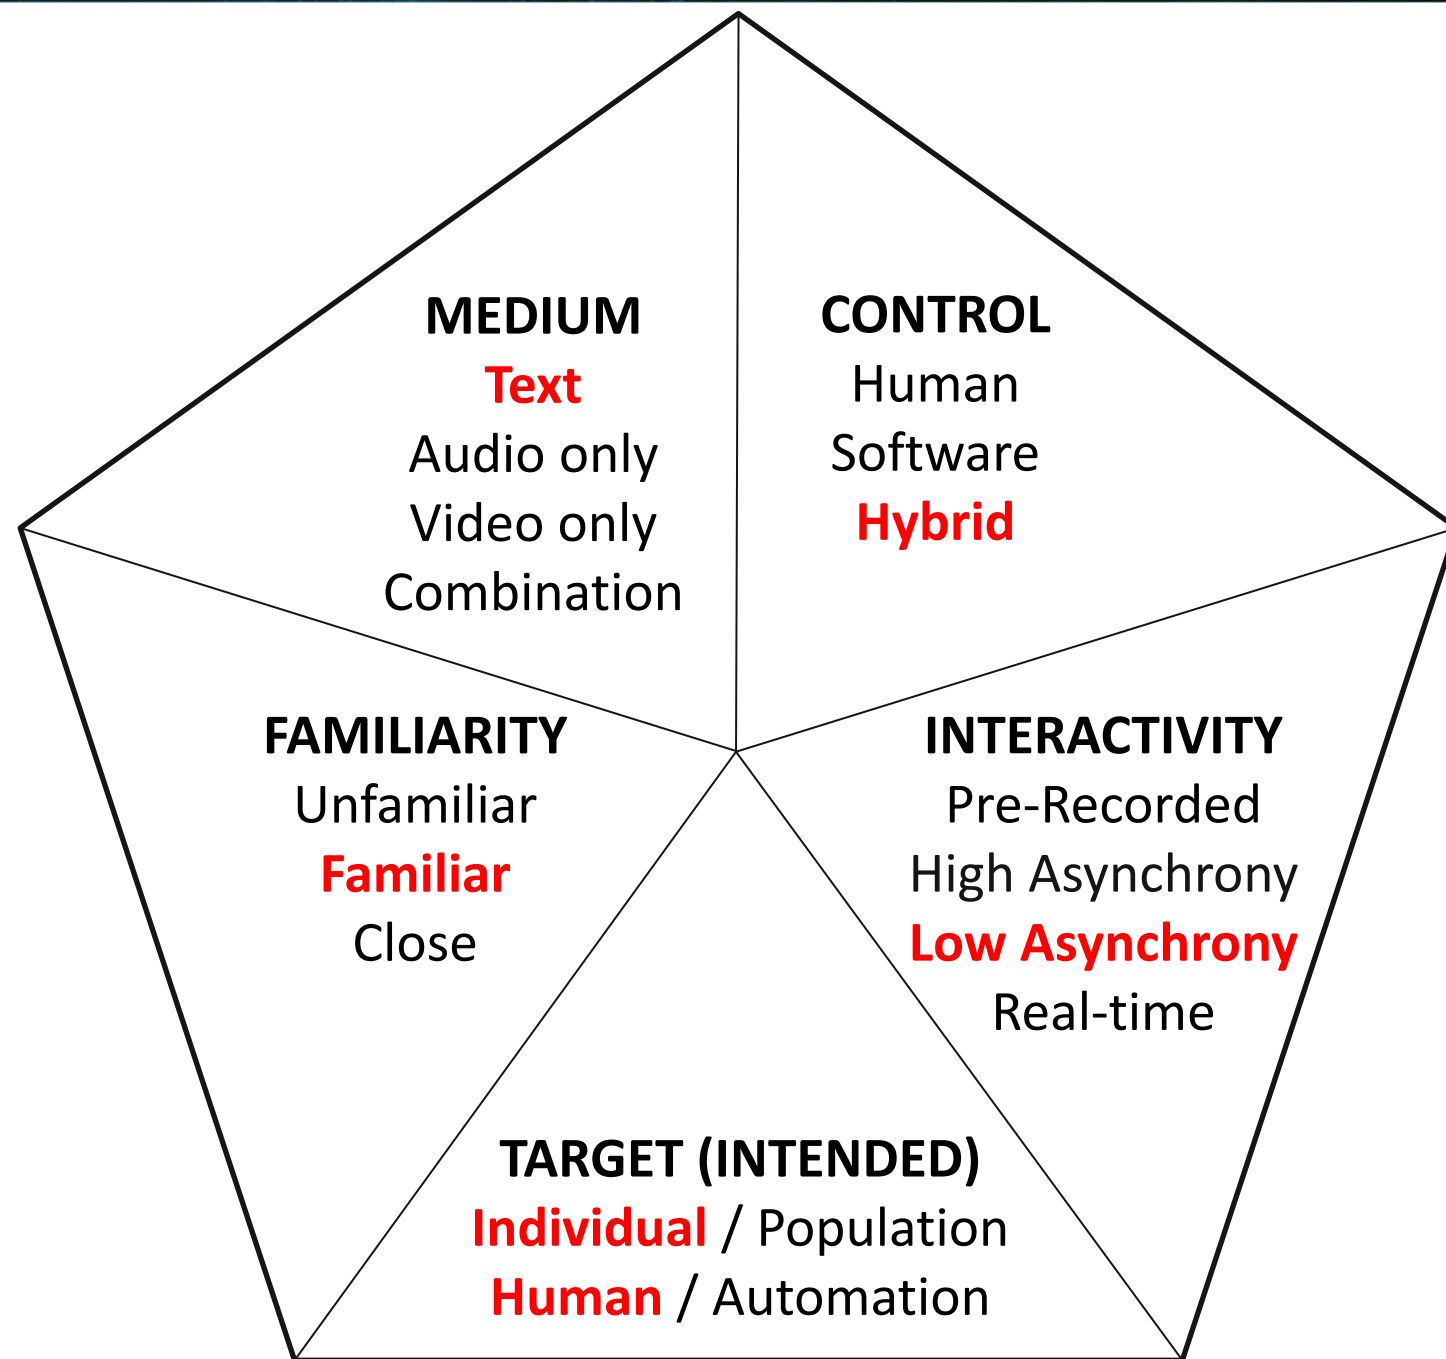 MEDIUM
Text
Audio only
Video only
Combination
CONTROL
Human
Software
Hybrid
FAMILIARITY
Unfamiliar
Familiar
Close
INTERACTIVITY
Pre-Recorded
High Asynchrony
Low Asynchrony
Real-time
TARGET (INTENDED)
Individual / Population
Human / Automation